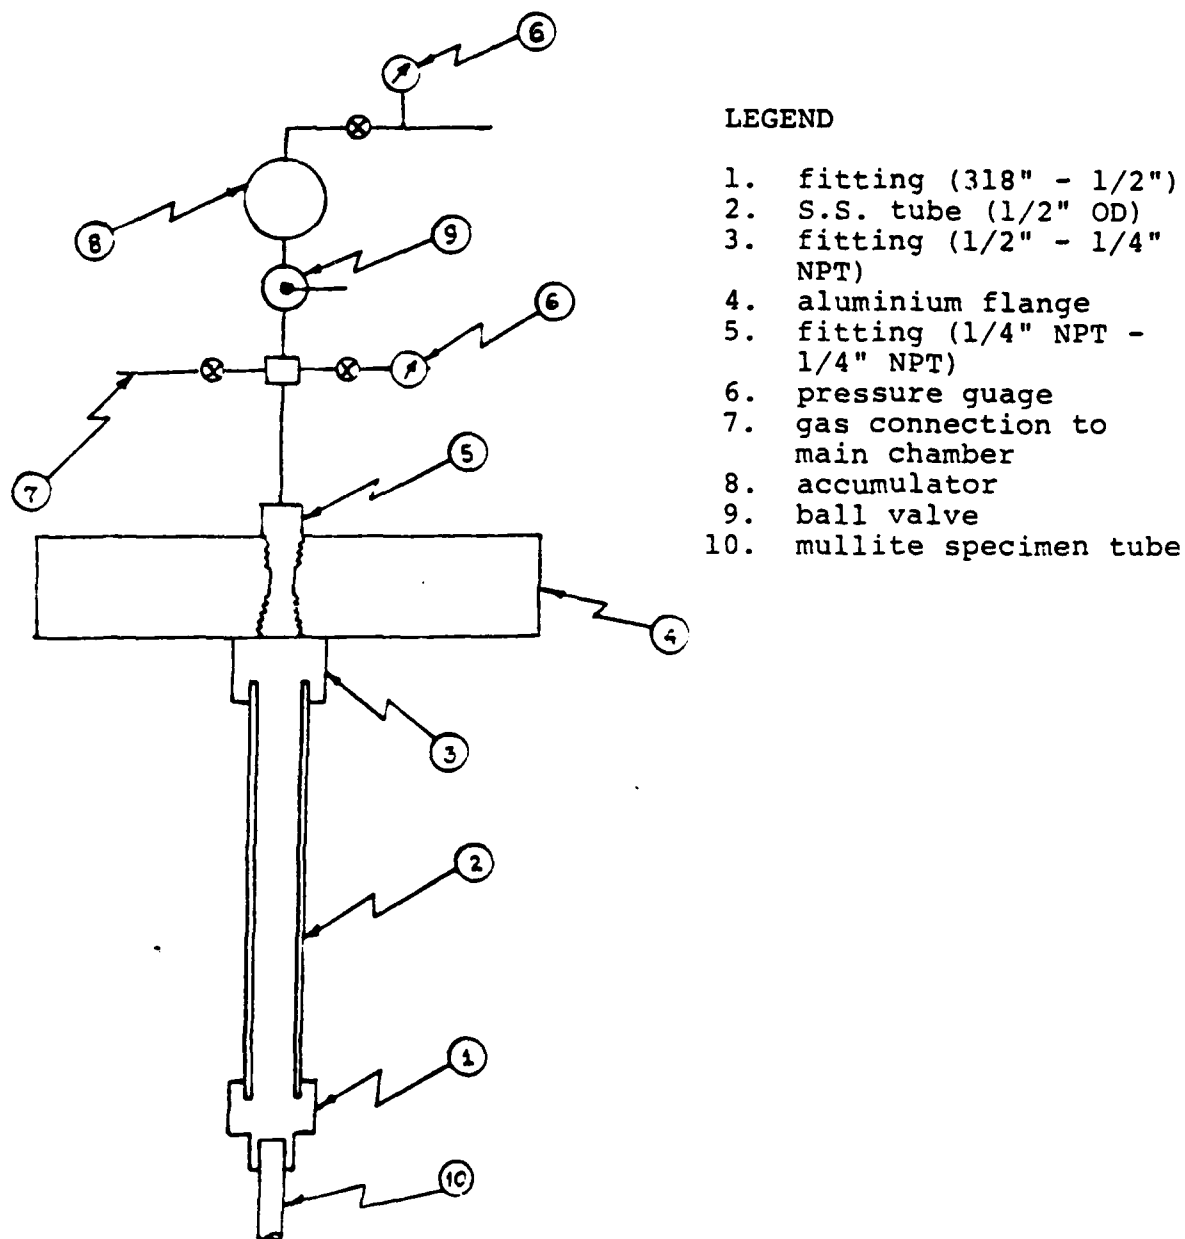 6
LEGEND
1. fitting (318" - 1/2")
2. S.S. tube (1/2" OD)
3. fitting (1/2" - 1/4"
NPT)
4. aluminium flange
5. fitting (1/4" NPT -
1/4" NPT)
6. pressure guage
7. gas connection to
main chamber
8. accumulator
9. ball valve
10. mullite specimen tube
8
9
6
7
5
4
3
2
1
10